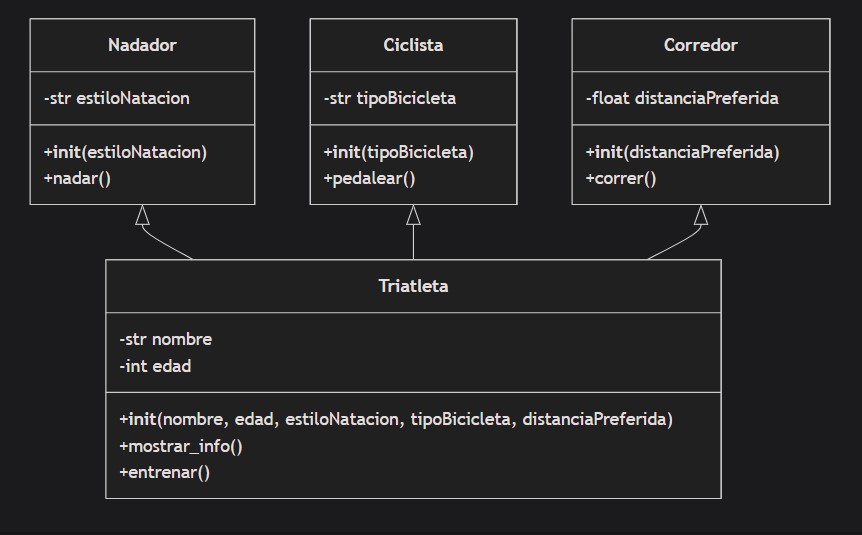 Nadador
-str estiloNatacion
+init(estiloNatacion)
+nadar()
Ciclista
-str tipoBicicleta
+init(tipoBicicleta)
+pedalear()
Corredor
-float distanciaPreferida
+init(distanciaPreferida)
+correr()
Triatleta
-str nombre
-int edad
+init(nombre, edad, estiloNatacion, tipoBicicleta, distanciaPreferida)
+mostrar_info()
+entrenar()